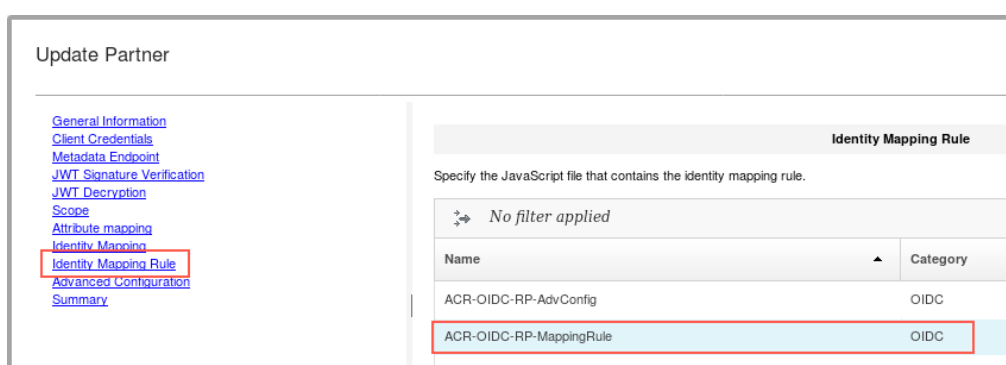 Update Partner
General Information
Client Credentials
Metadata Endpoint
JWT Signature Verification
JWT Decryption
Scope
Attribute mapping
Identity Mapping
Identity Mapping Rule
Advanced Configuration
Summary
Identity Mapping Rule
Specify the JavaScript file that contains the identity mapping rule.
No filter applied
Name Category
ACR-OIDC-RP-AdvConfig OIDC
ACR-OIDC-RP-MappingRule OIDC